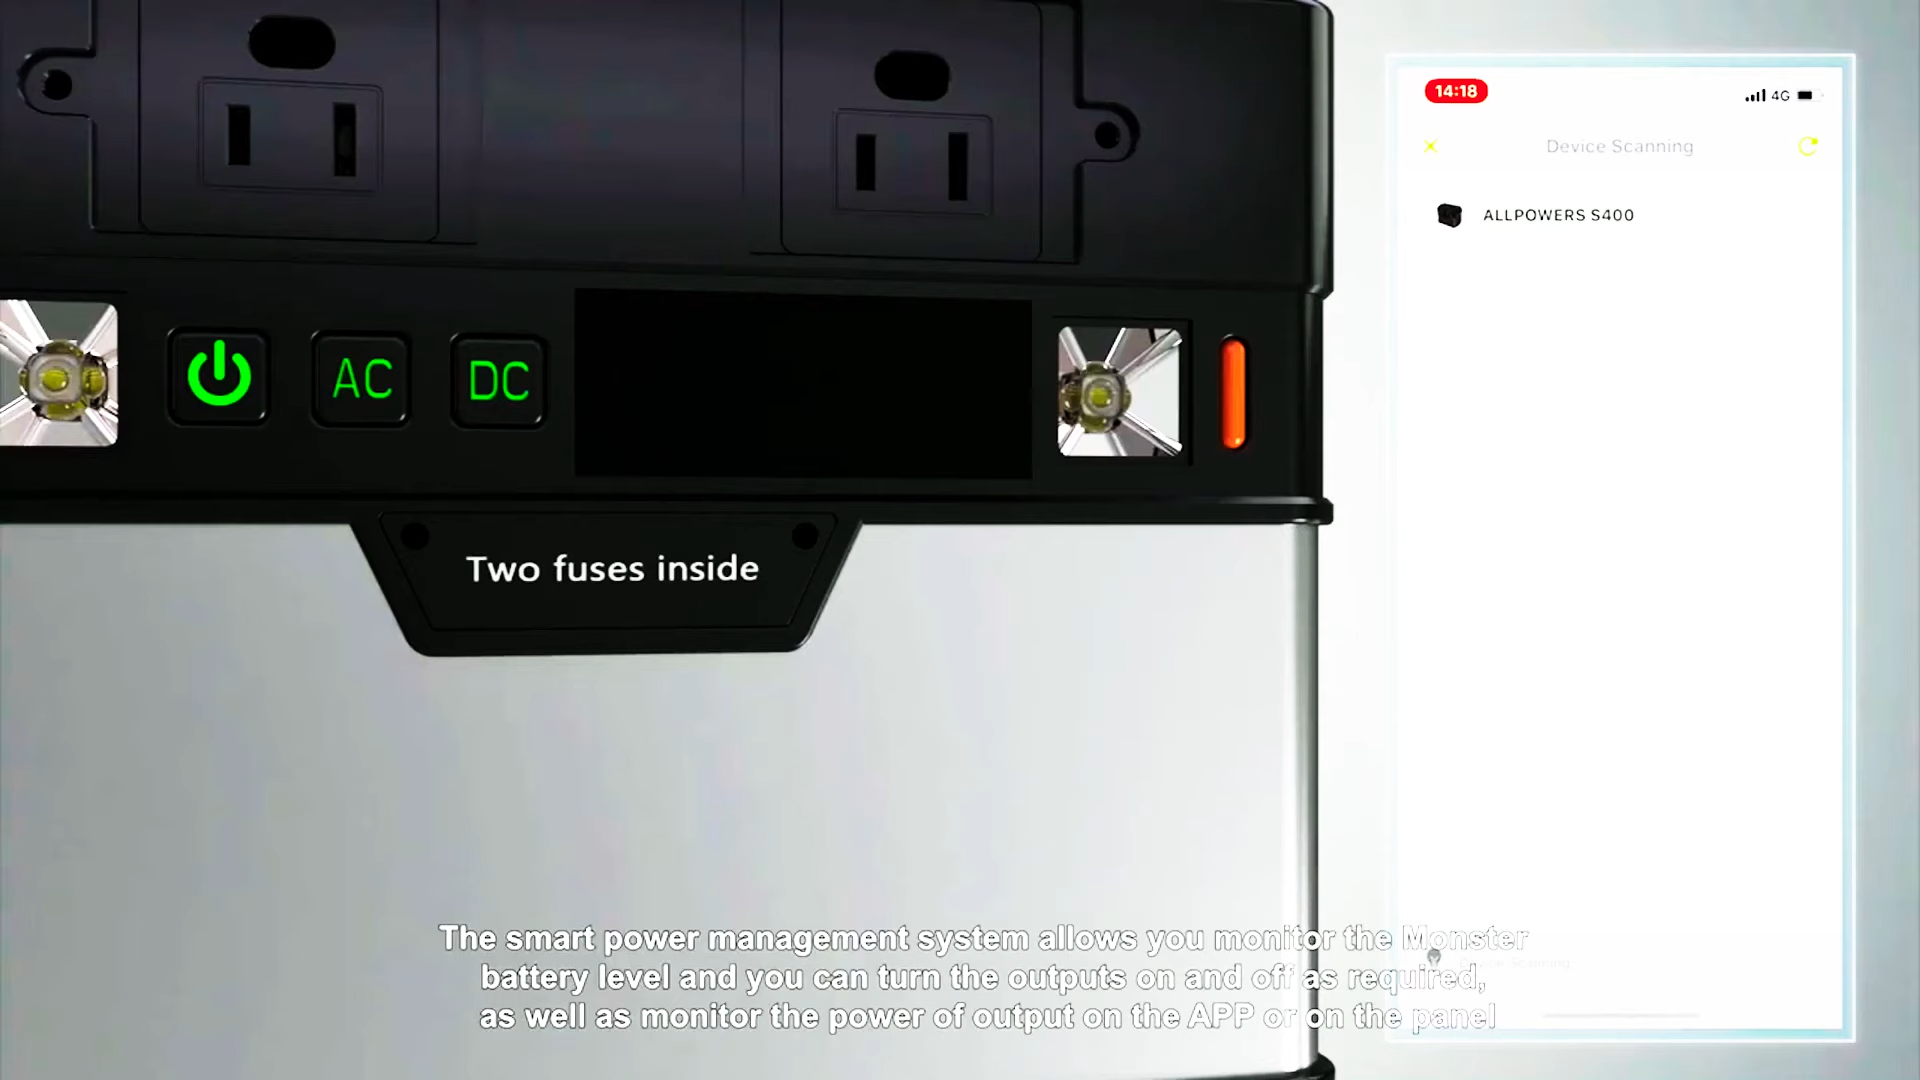 14:18
4G
Device Scanning
ALLPOWERS S400
AC
DC
Two fuses inside
Device Scanning
The smart power management system allows you monitor the Monster
battery level and you can turn the outputs on and off as required,
as well as monitor the power of output on the APP or on the panel